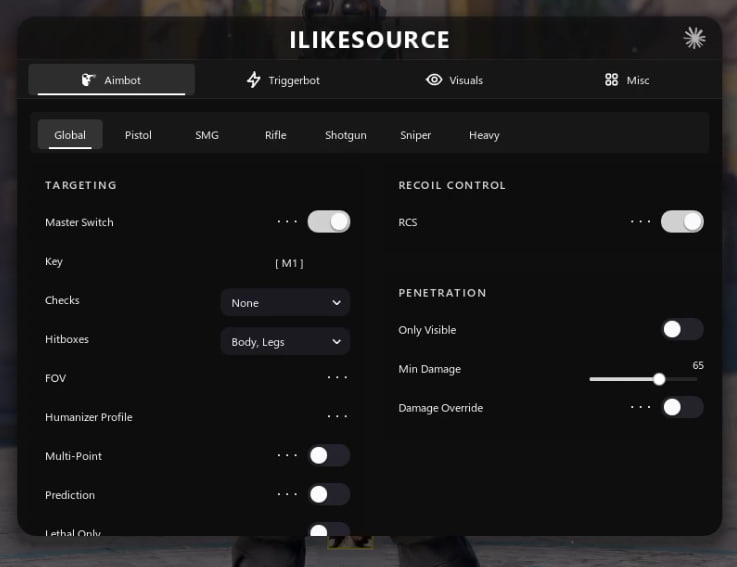 ILIKESOURCE
Aimbot Triggerbot Visuals Misc
Global Pistol SMG Rifle Shotgun Sniper Heavy
TARGETING
Master Switch ...
Key [ M1 ]
Checks None
Hitboxes Body, Legs
FOV ...
Humanizer Profile ...
Multi-Point ...
Prediction ...
Lethal Only
RECOIL CONTROL
RCS ...
PENETRATION
Only Visible
Min Damage 65
Damage Override ...